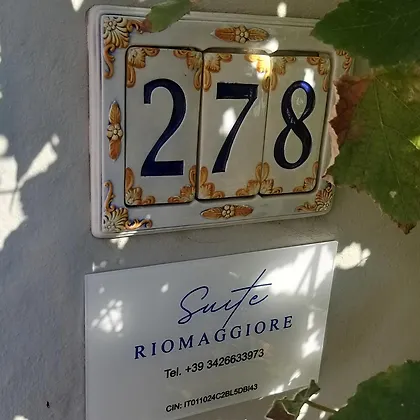 278
Suite
RIOMAGGIORE
Tel. +39 3426633973
CIN: IT011024C2BL5DBI43